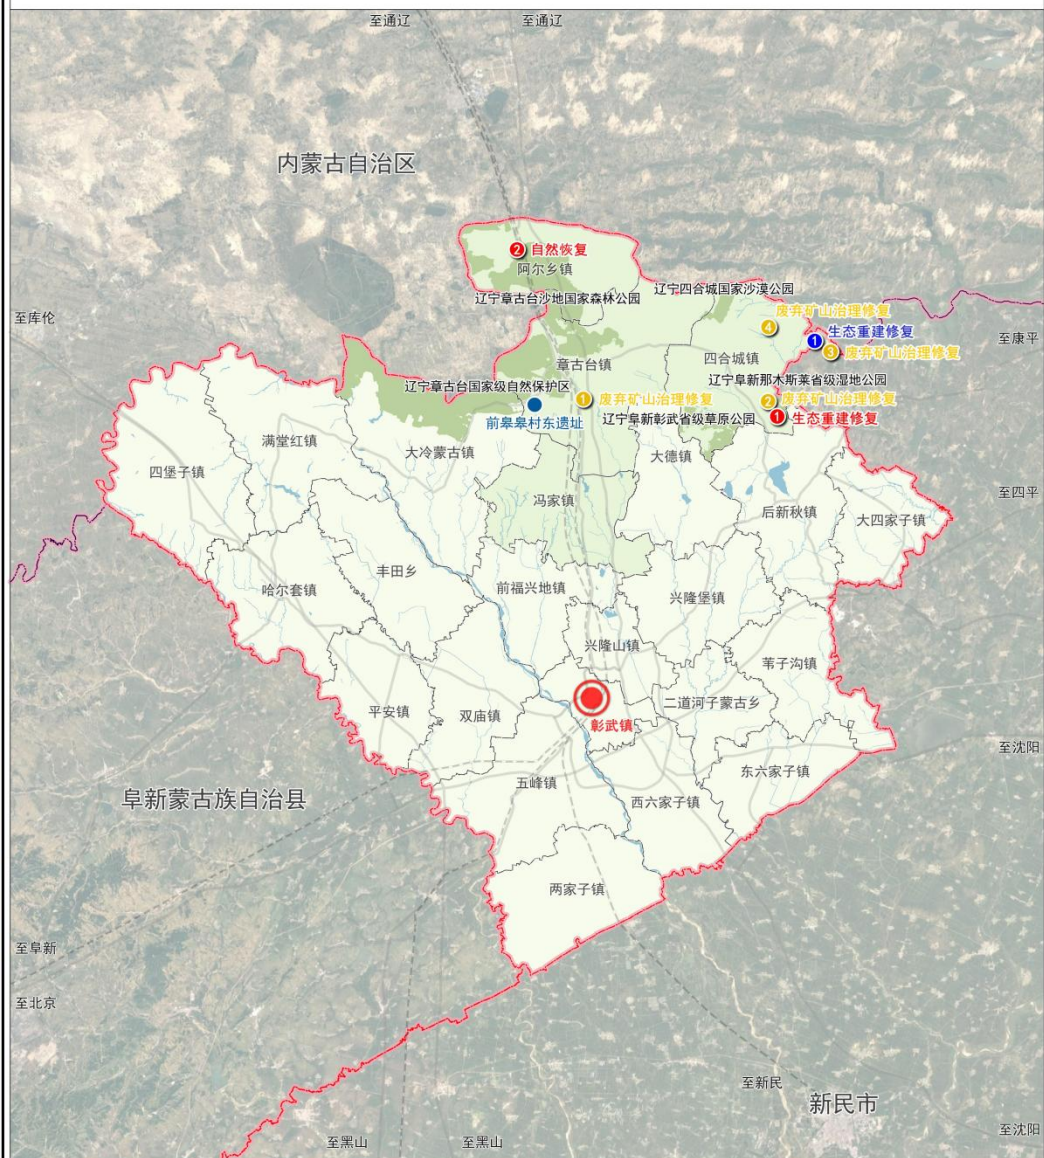 至通辽
至通辽
内蒙古自治区
2 自然恢复
阿尔乡镇
辽宁四合城国家沙漠公园
辽宁章古台沙地国家森林公园
至库伦
废弃矿山治理修复
4
1 生态重建修复
至康平
3 废弃矿山治理修复
四合城镇
章古台镇
辽宁章古台国家级自然保护区
辽宁阜新那木斯莱省级湿地公园
1 废弃矿山治理修复
2 废弃矿山治理修复
辽宁阜新彰武省级草原公园
1 生态重建修复
前皋皋村东遗址
满堂红镇
大冷蒙古镇
大德镇
四堡子镇
至四平
冯家镇
后新秋镇
大四家子镇
丰田乡
哈尔套镇
前福兴地镇
兴隆堡镇
兴隆山镇
苇子沟镇
二道河子蒙古乡
平安镇
双庙镇
彰武镇
至沈阳
东六家子镇
五峰镇
阜新蒙古族自治县
西六家子镇
两家子镇
至阜新
至北京
至新民
新民市
至沈阳
至黑山
至黑山